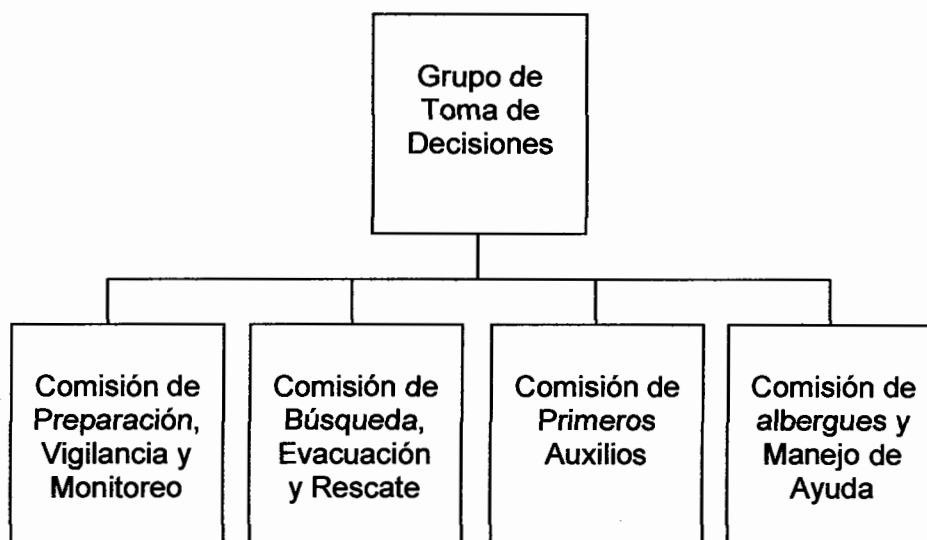 Grupo de
Toma de
Decisiones
Comisión de
Preparación,
Vigilancia y
Monitoreo
Comisión de
Búsqueda,
Evacuación
y Rescate
Comisión de
Primeros
Auxilios
Comisión de
albergues y
Manejo de
Ayuda